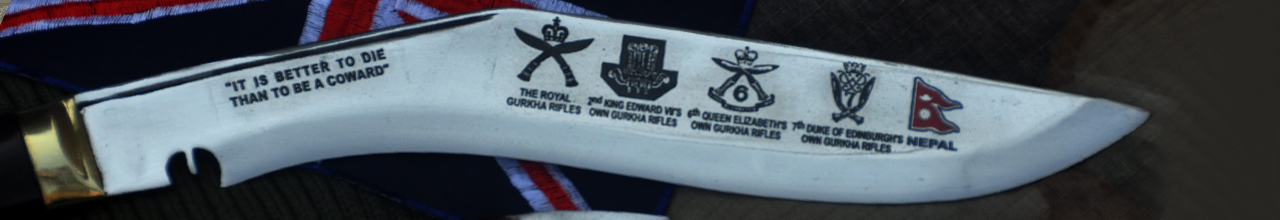 "IT IS BETTER TO DIE
THAN TO BE A COWARD"
THE ROYAL
GURKHA RIFLES
2nd KING EDWARD VII'S
OWN GURKHA RIFLES
6
6th QUEEN ELIZABETH'S
OWN GURKHA RIFLES
7th DUKE OF EDINBURGH'S
OWN GURKHA RIFLES
NEPAL